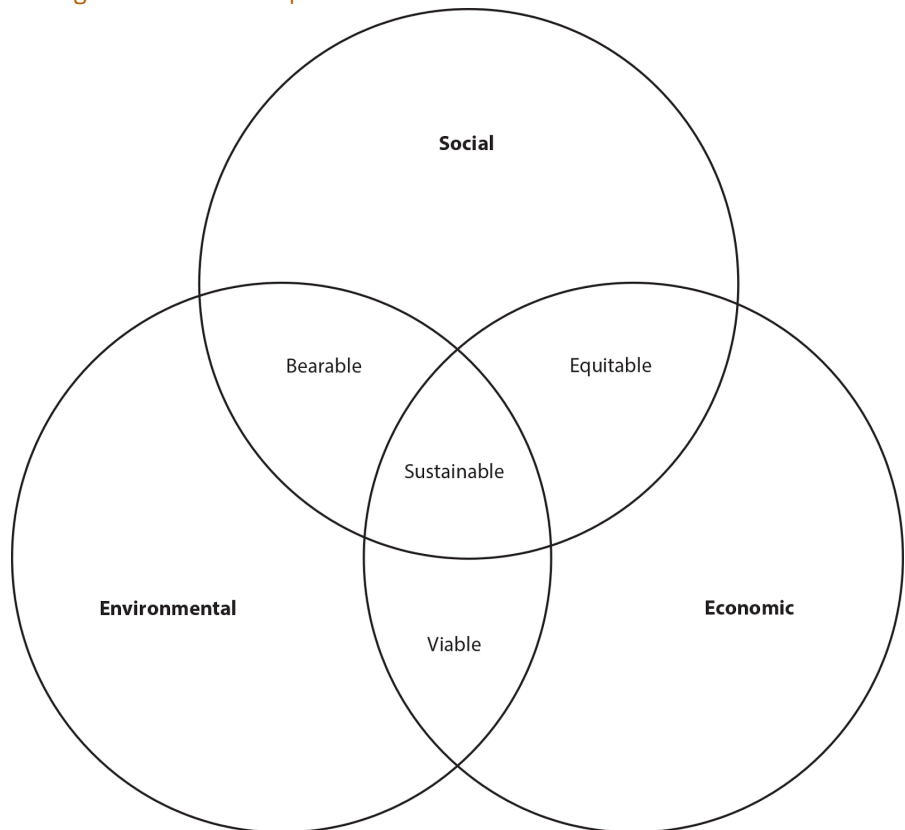 Social
Bearable
Equitable
Sustainable
Environmental
Economic
Viable